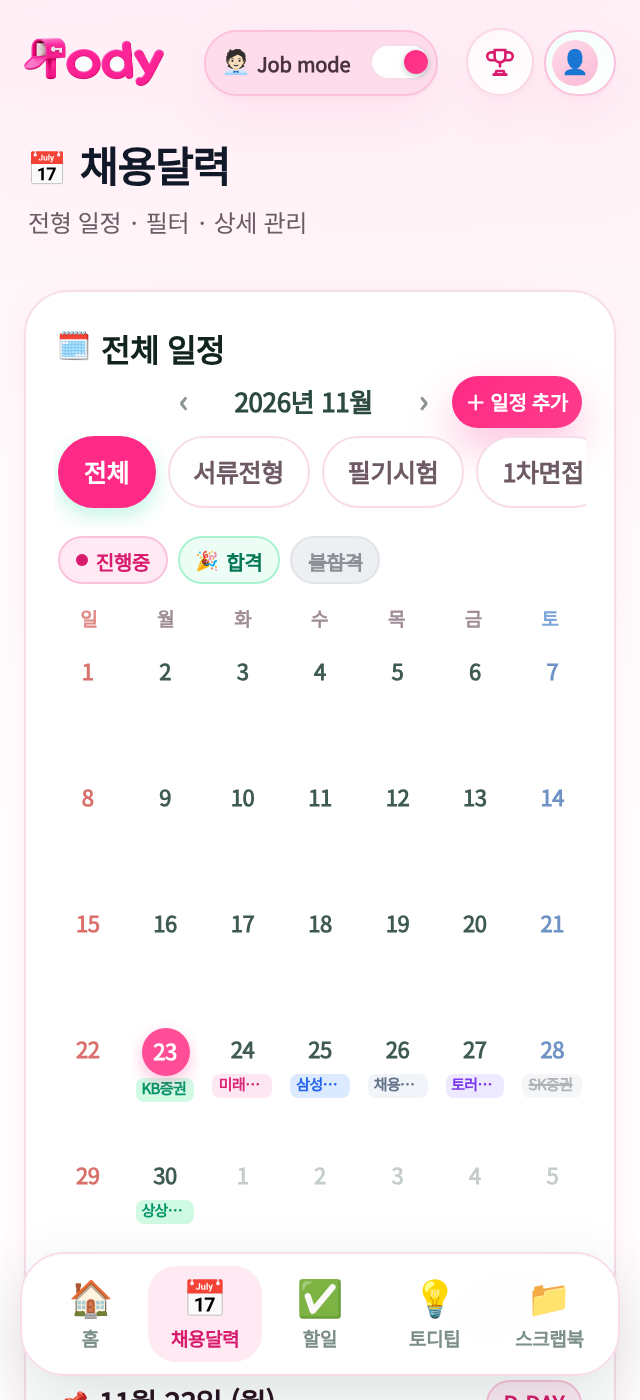 Tody
Job mode
채용달력
전형 일정 · 필터 · 상세 관리
전체 일정
‹ 2026년 11월 › + 일정 추가
전체 서류전형 필기시험 1차면접
진행중 합격 불합격
일 월 화 수 목 금 토
1 2 3 4 5 6 7
8 9 10 11 12 13 14
15 16 17 18 19 20 21
22 23 24 25 26 27 28
KB증권 미래··· 삼성··· 채용··· 토러··· SK증권
29 30 1 2 3 4 5
상상···
홈 채용달력 할일 토디팁 스크랩북